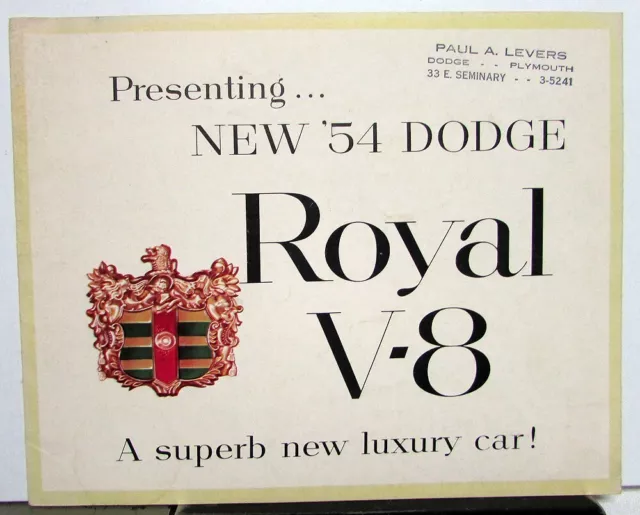 PAUL A. LEVERS
DODGE - - PLYMOUTH
33 E. SEMINARY - - 3-5241
Presenting...
NEW '54 DODGE
Royal
V-8
A superb new luxury car!